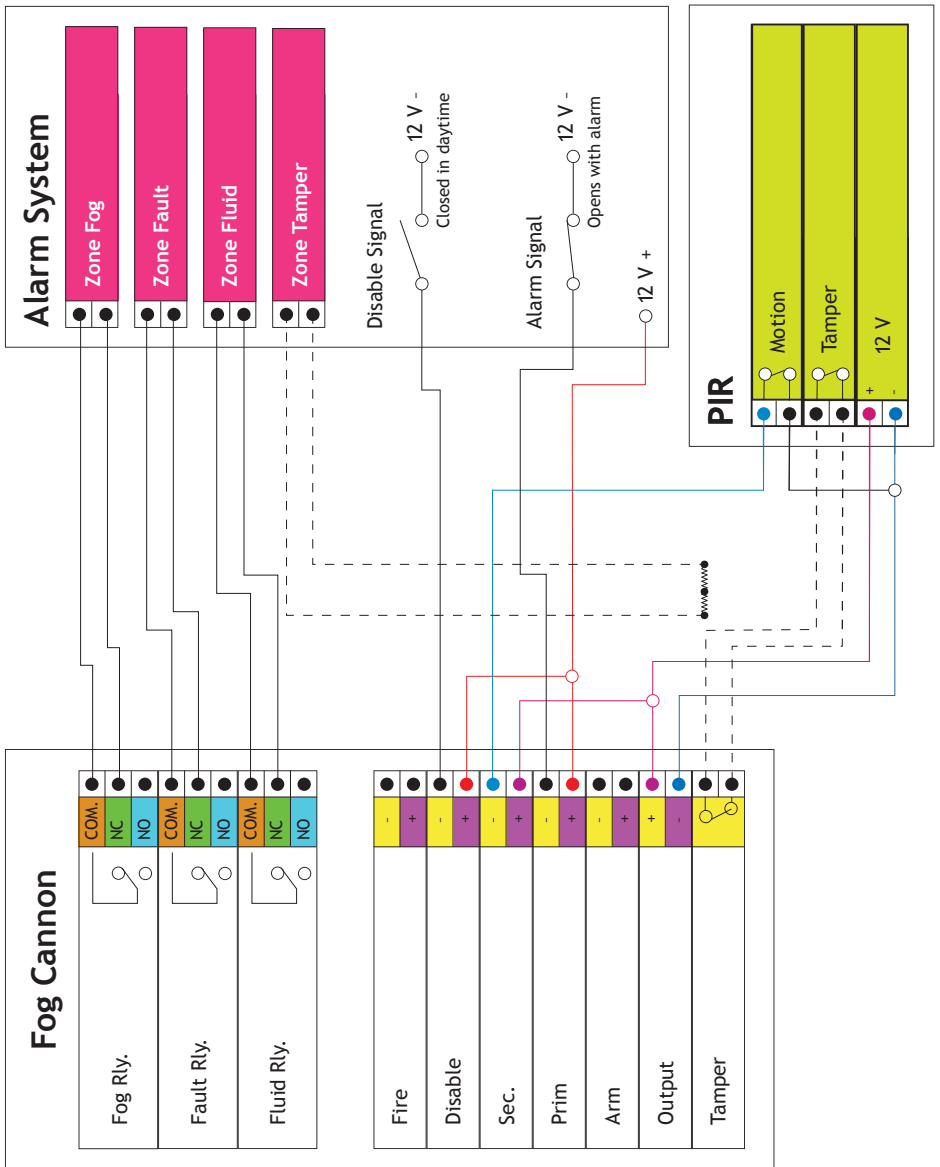 Alarm System
Zone Fog
Zone Fault
Zone Fluid
Zone Tamper
Disable Signal
12 V -
Closed in daytime
Alarm Signal
12 V -
Opens with alarm
12 V +
PIR
Motion
Tamper
+
12 V
-
Fog Cannon
Fog Rly.
COM.
NC
NO
Fault Rly.
COM.
NC
NO
Fluid Rly.
COM.
NC
NO
Fire
-
+
Disable
-
+
Sec.
-
+
Prim
-
+
Arm
-
+
Output
+
-
Tamper